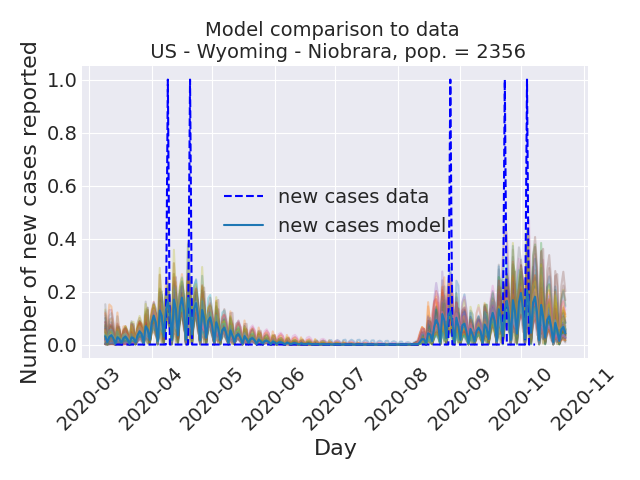 Model comparison to data
US - Wyoming - Niobrara, pop. = 2356
Number of new cases reported
1.0
0.8
0.6
0.4
0.2
0.0
new cases data
new cases model
2020-03
2020-04
2020-05
2020-06
2020-07
2020-08
2020-09
2020-10
2020-11
Day